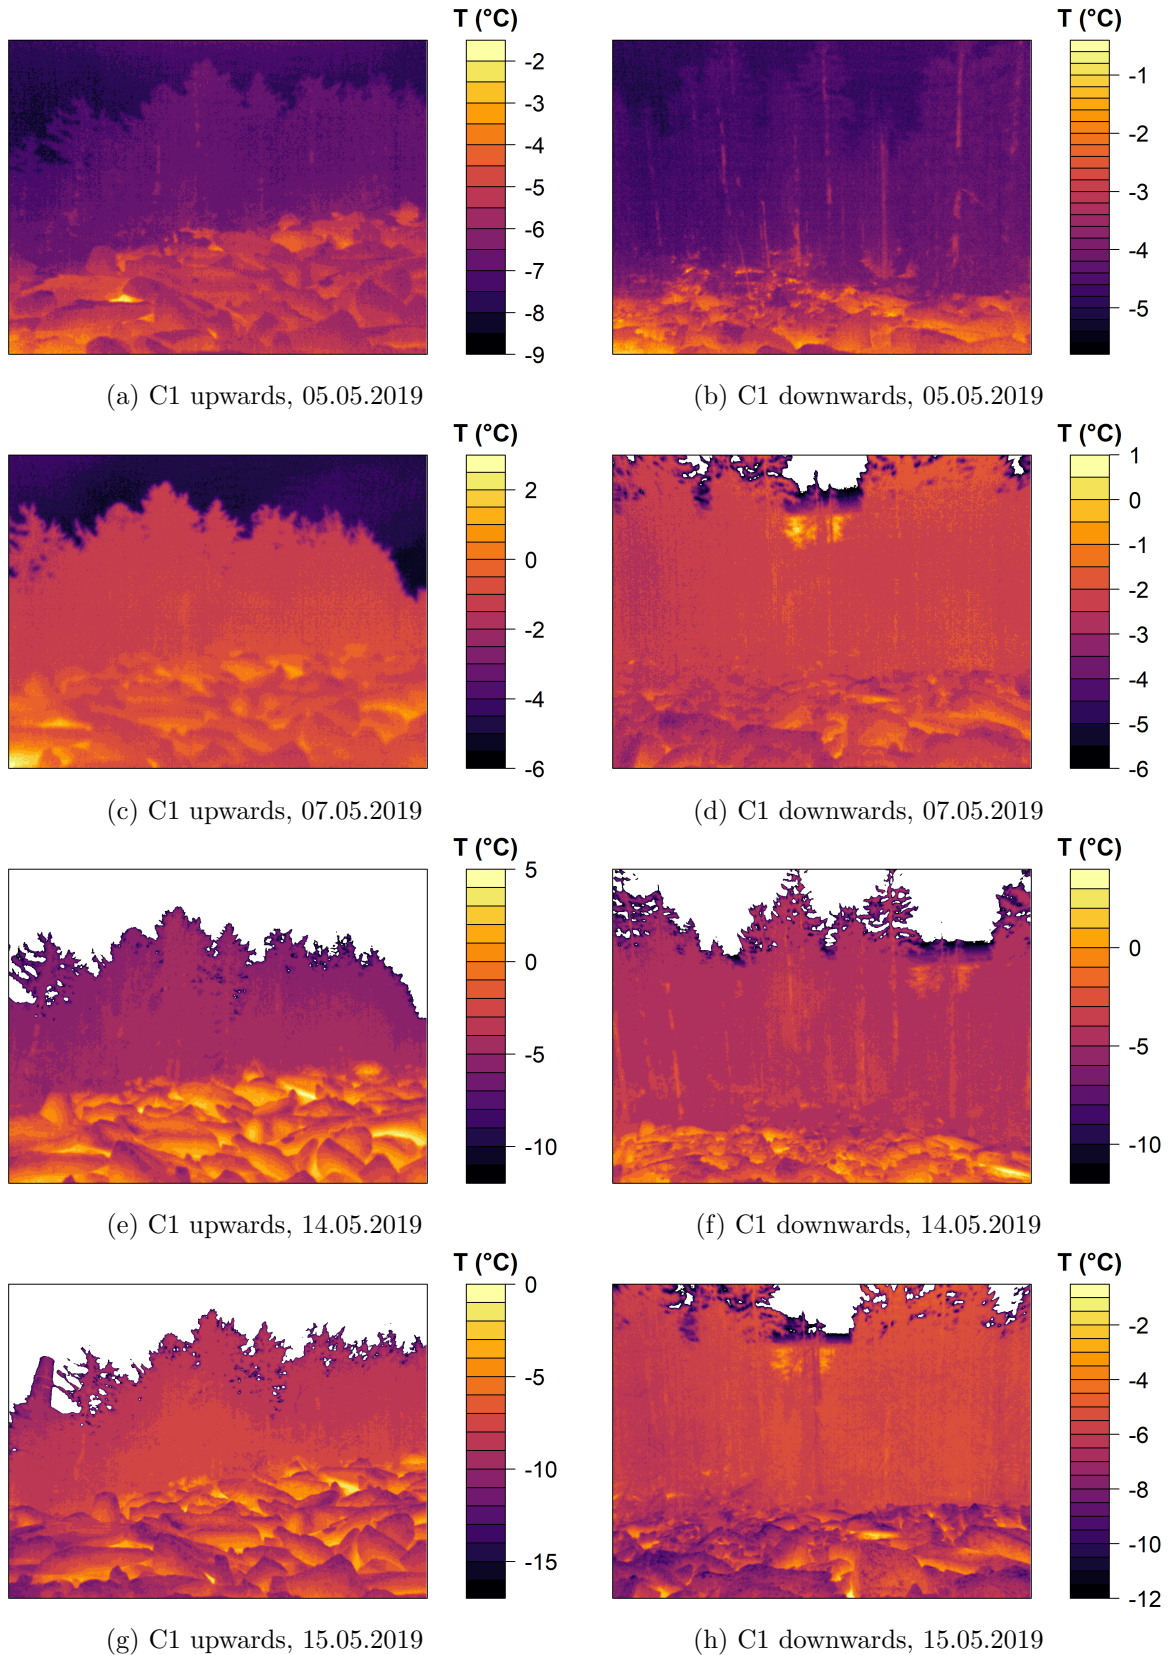 T (°C)
-2
-3
-4
-5
-6
-7
-8
-9
(a) C1 upwards, 05.05.2019
T (°C)
-1
-2
-3
-4
-5
(b) C1 downwards, 05.05.2019
T (°C)
2
0
-2
-4
-6
(c) C1 upwards, 07.05.2019
T (°C)
1
0
-1
-2
-3
-4
-5
-6
(d) C1 downwards, 07.05.2019
T (°C)
5
0
-5
-10
(e) C1 upwards, 14.05.2019
T (°C)
0
-5
-10
(f) C1 downwards, 14.05.2019
T (°C)
0
-5
-10
-15
(g) C1 upwards, 15.05.2019
T (°C)
-2
-4
-6
-8
-10
-12
(h) C1 downwards, 15.05.2019